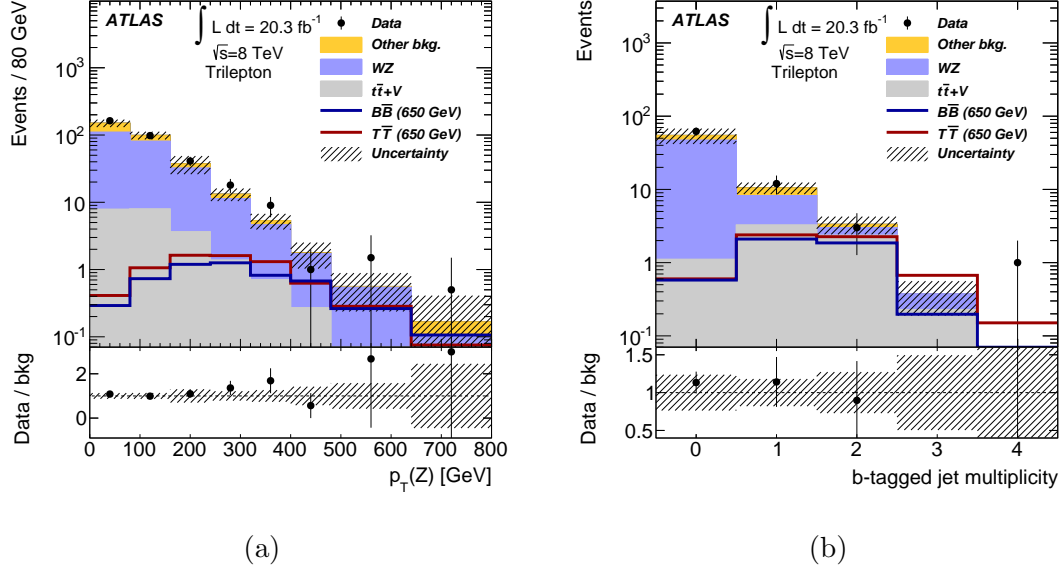 ATLAS
∫ L dt = 20.3 fb⁻¹
√s=8 TeV
Trilepton
Data
Other bkg.
WZ
tt̄+V
BB̄ (650 GeV)
TT̄ (650 GeV)
Uncertainty
Events / 80 GeV
10³
10²
10
1
10⁻¹
Data / bkg
2
0
0 100 200 300 400 500 600 700 800
p_T(Z) [GeV]
(a)
ATLAS
∫ L dt = 20.3 fb⁻¹
√s=8 TeV
Trilepton
Data
Other bkg.
WZ
tt̄+V
BB̄ (650 GeV)
TT̄ (650 GeV)
Uncertainty
Events
10³
10²
10
1
10⁻¹
Data / bkg
1.5
1
0.5
0 1 2 3 4
b-tagged jet multiplicity
(b)